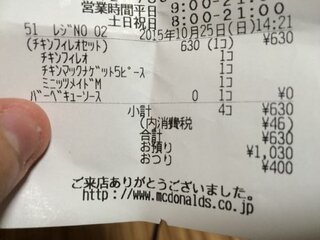 営業時間平日 9:00-21:00
土日祝 8:00-21:00
51 レジNO 02 2015年10月25日(日)14:21
(チキンフィレオセット) 630 (1コ) ¥630
チキンフィレオ 1コ
チキンマックナゲット5ピース 1コ
ミニッツメイドM 1コ
バーベキューソース 0 1コ ¥0
小計 4コ ¥630
(内消費税 ¥46)
合計 ¥630
お預り ¥1,030
おつり ¥400
ご来店ありがとうございました。
http://www.mcdonalds.co.jp